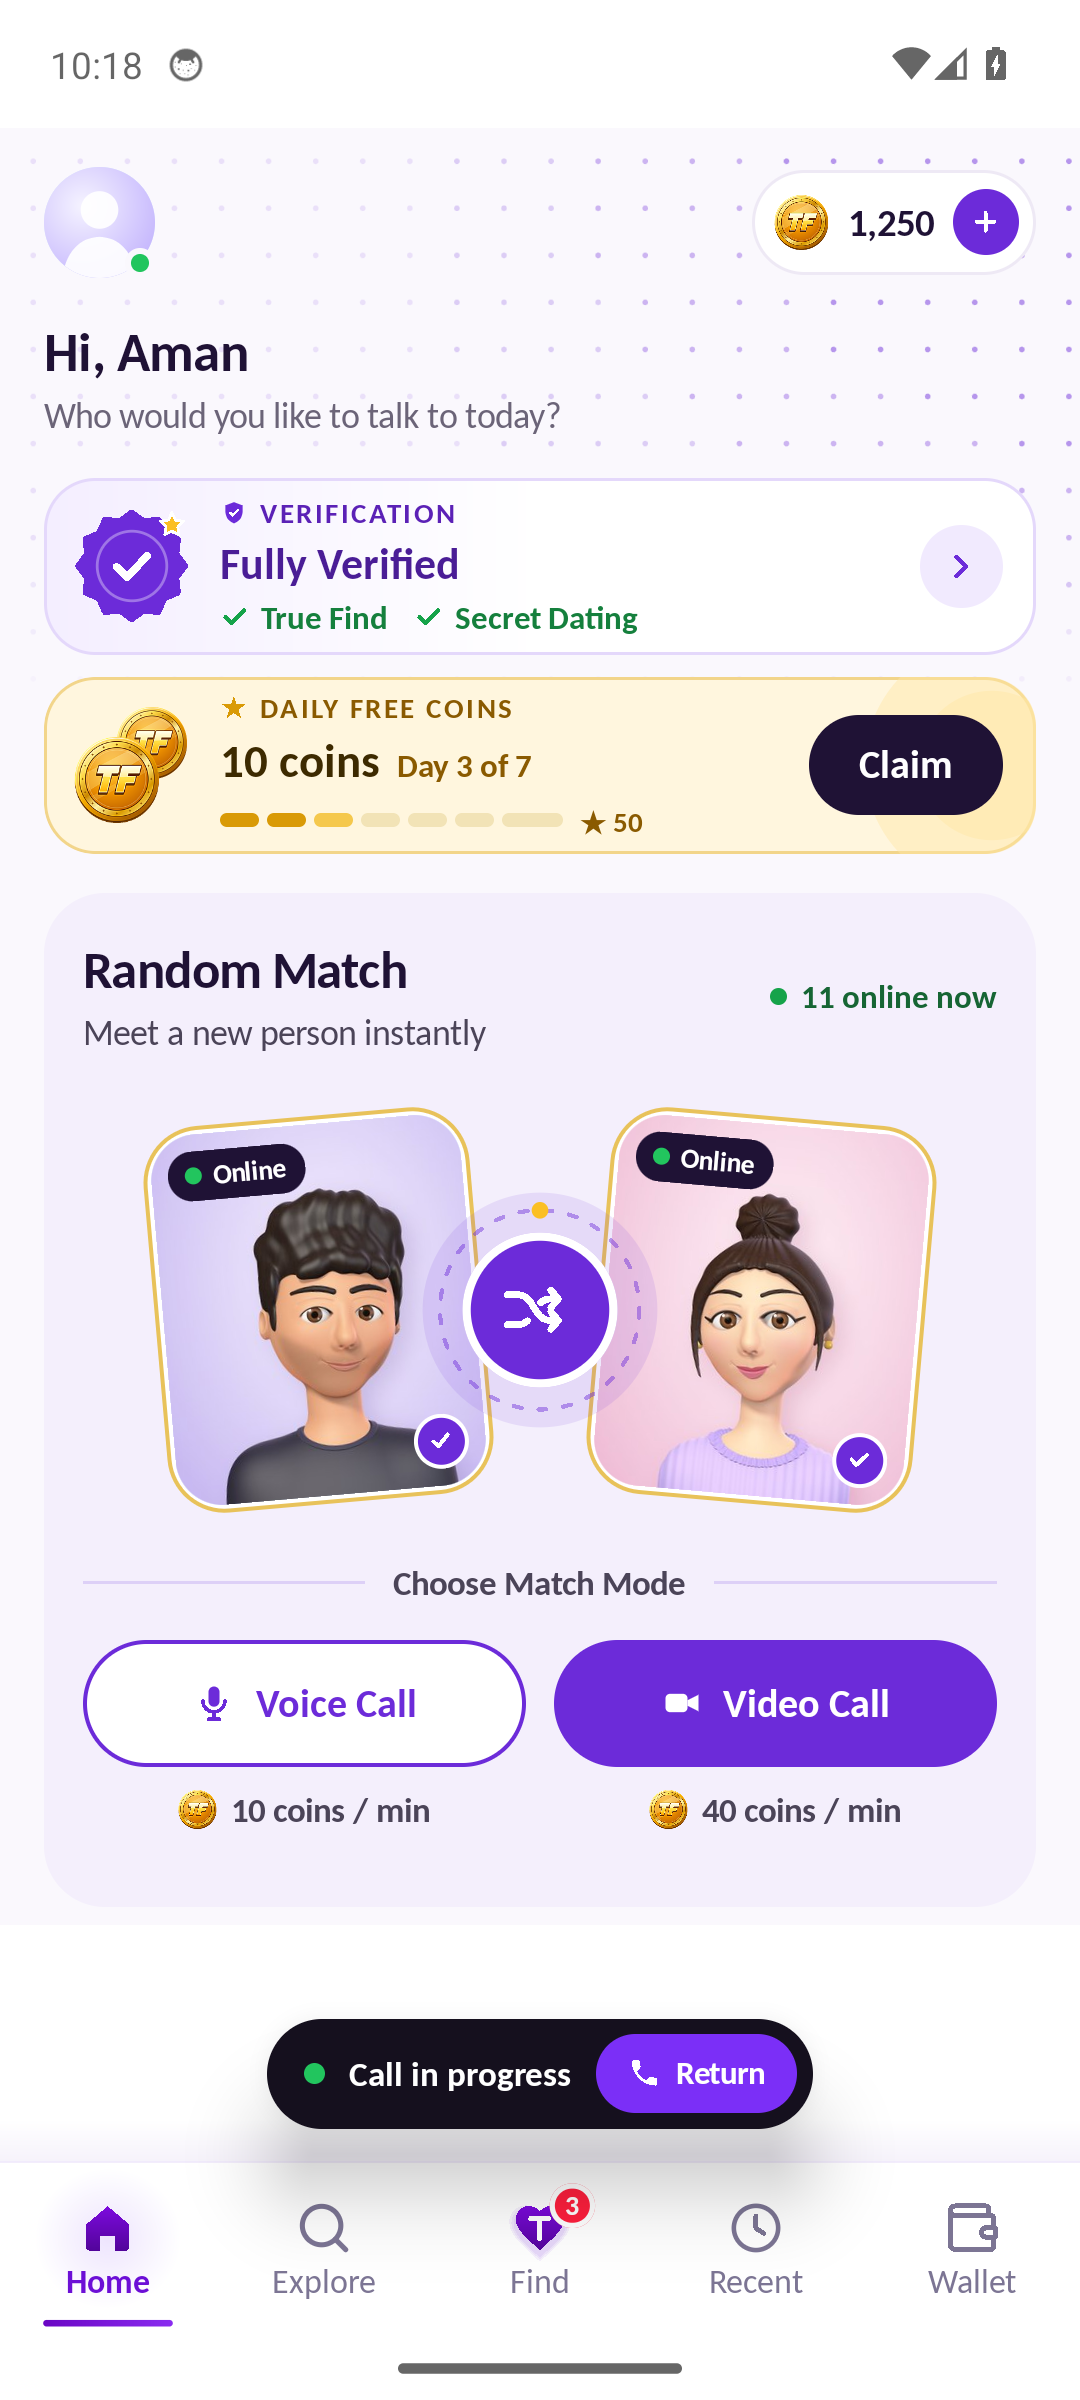 10:18
1,250
Hi, Aman
Who would you like to talk to today?
VERIFICATION
Fully Verified
True Find Secret Dating
DAILY FREE COINS
10 coins Day 3 of 7
Claim
★ 50
Random Match
11 online now
Meet a new person instantly
Online
Online
Choose Match Mode
Voice Call
Video Call
TF 10 coins / min
TF 40 coins / min
Call in progress
Return
3
Home
Explore
Find
Recent
Wallet